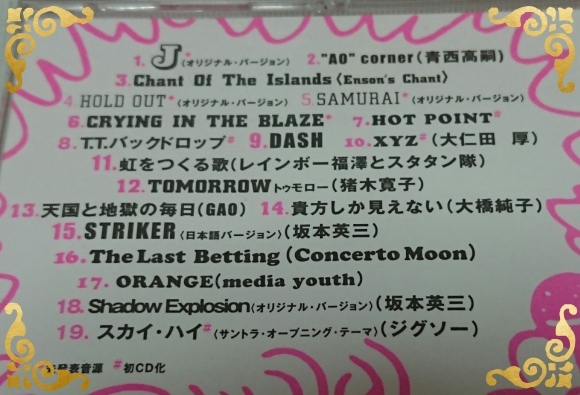 1. J*(オリジナル・バージョン) 2. "AO" corner(青西高嗣)
3. Chant Of The Islands(Enson's Chant)
4. HOLD OUT*(オリジナル・バージョン) 5. SAMURAI*(オリジナル・バージョン)
6. CRYING IN THE BLAZE* 7. HOT POINT#
8. T.T.バックドロップ# 9. DASH 10. XYZ#(大仁田 厚)
11. 虹をつくる歌(レインボー福澤とスタタン隊)
12. TOMORROW トゥモロー(猪木寛子)
13. 天国と地獄の毎日(GAO) 14. 貴方しか見えない(大橋純子)
15. STRIKER(日本語バージョン)(坂本英三)
16. The Last Betting(Concerto Moon)
17. ORANGE(media youth)
18. Shadow Explosion(オリジナル・バージョン)(坂本英三)
19. スカイ・ハイ#(サントラ・オープニング・テーマ)(ジグソー)
発表音源 #初CD化